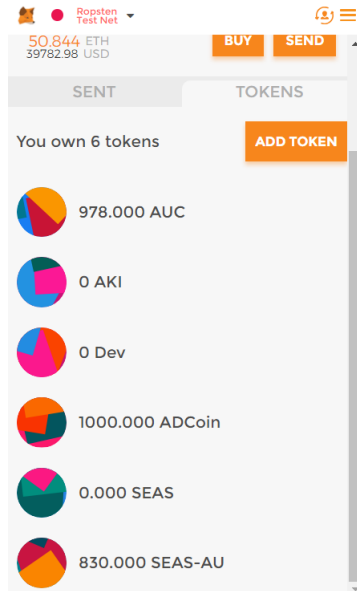 Ropsten
Test Net
50.844 ETH
39782.98 USD
BUY
SEND
SENT
TOKENS
You own 6 tokens
ADD TOKEN
978.000 AUC
0 AKI
0 Dev
1000.000 ADCoin
0.000 SEAS
830.000 SEAS-AU